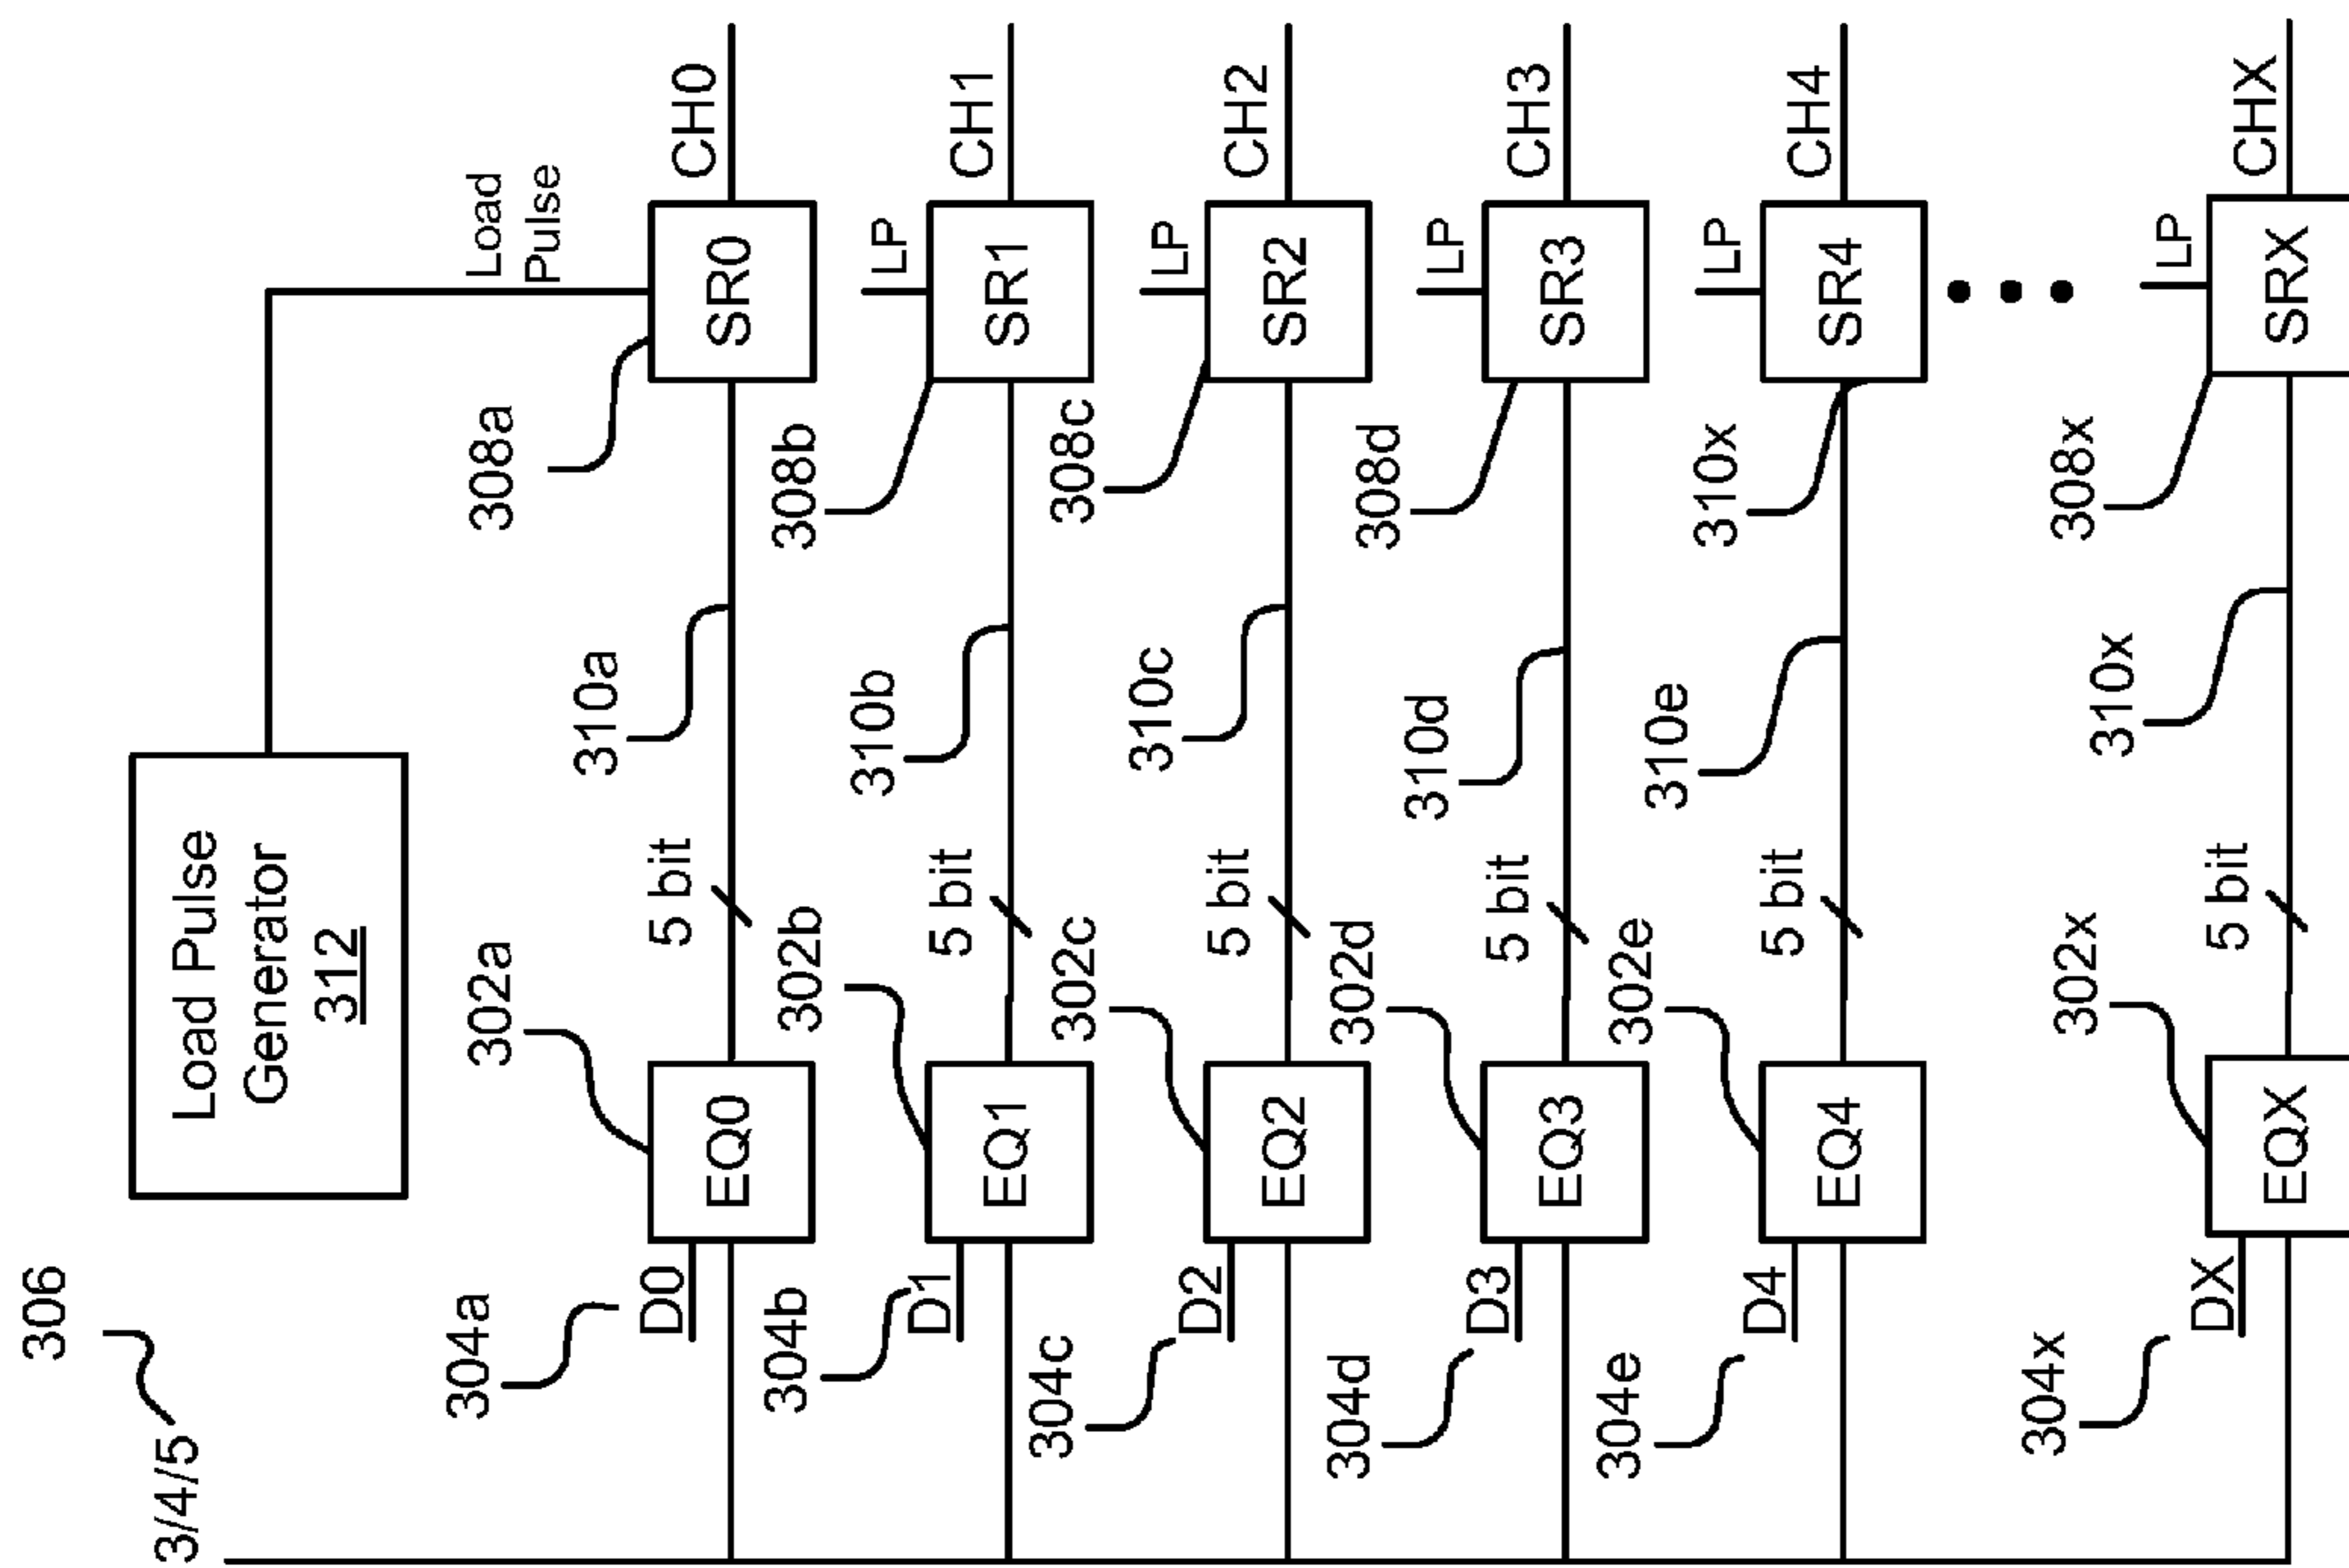 306
3/4/5
Load Pulse
Generator
312
Load
Pulse
304a
D0
302a
EQ0
5 bit
310a
308a
SR0
CH0
304b
D1
302b
EQ1
5 bit
310b
308b
LP
SR1
CH1
304c
D2
302c
EQ2
5 bit
310c
308c
LP
SR2
CH2
304d
D3
302d
EQ3
5 bit
310d
308d
LP
SR3
CH3
304e
D4
302e
EQ4
5 bit
310e
310x
LP
SR4
CH4
304x
DX
302x
EQX
5 bit
310x
308x
LP
SRX
CHX